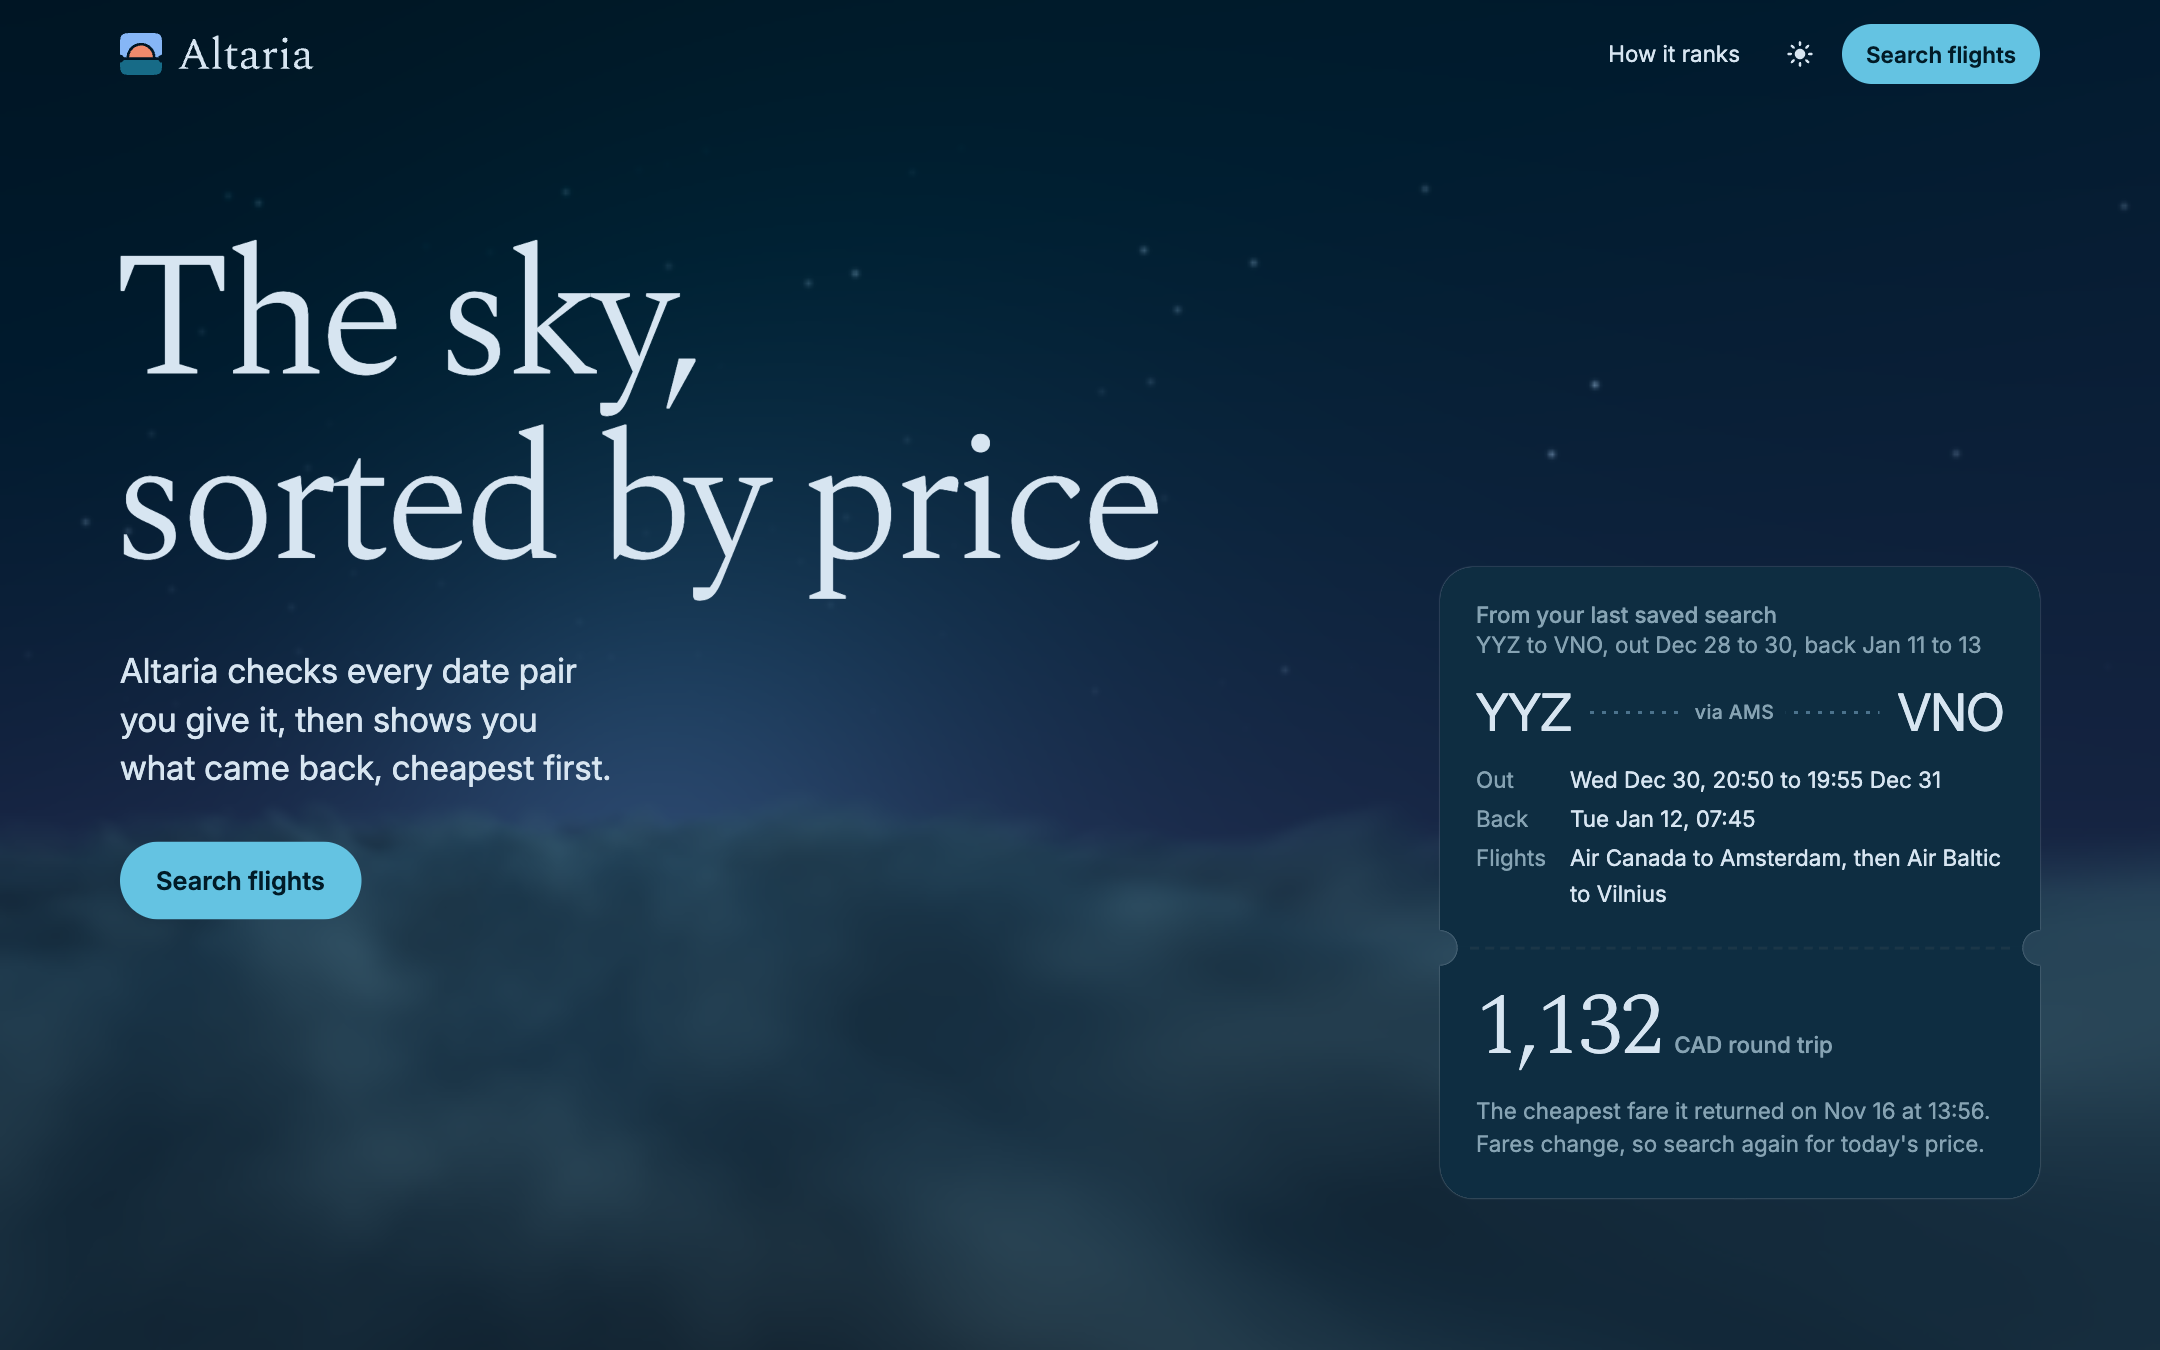 Altaria
How it ranks
Search flights
The sky,
sorted by price
Altaria checks every date pair
you give it, then shows you
what came back, cheapest first.
Search flights
From your last saved search
YYZ to VNO, out Dec 28 to 30, back Jan 11 to 13
YYZ via AMS VNO
Out Wed Dec 30, 20:50 to 19:55 Dec 31
Back Tue Jan 12, 07:45
Flights Air Canada to Amsterdam, then Air Baltic
to Vilnius
1,132 CAD round trip
The cheapest fare it returned on Nov 16 at 13:56.
Fares change, so search again for today's price.